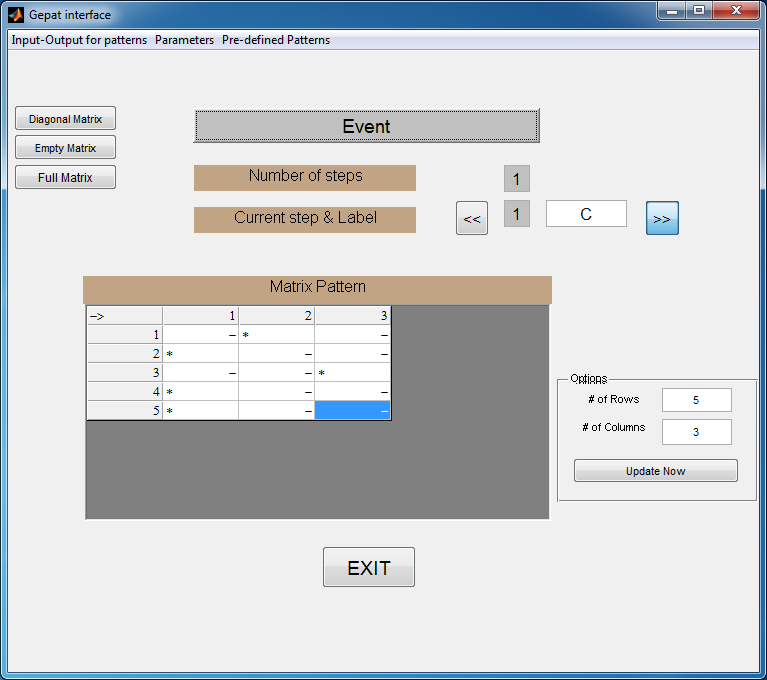 Gepat interface
Input-Output for patterns Parameters Pre-defined Patterns
Diagonal Matrix
Event
Empty Matrix
Full Matrix
Number of steps 1
Current step & Label << 1 C >>
Matrix Pattern
–> 1 2 3
1 – * –
2 * – –
3 – – *
4 * – –
5 * – –
Options
# of Rows 5
# of Columns 3
Update Now
EXIT